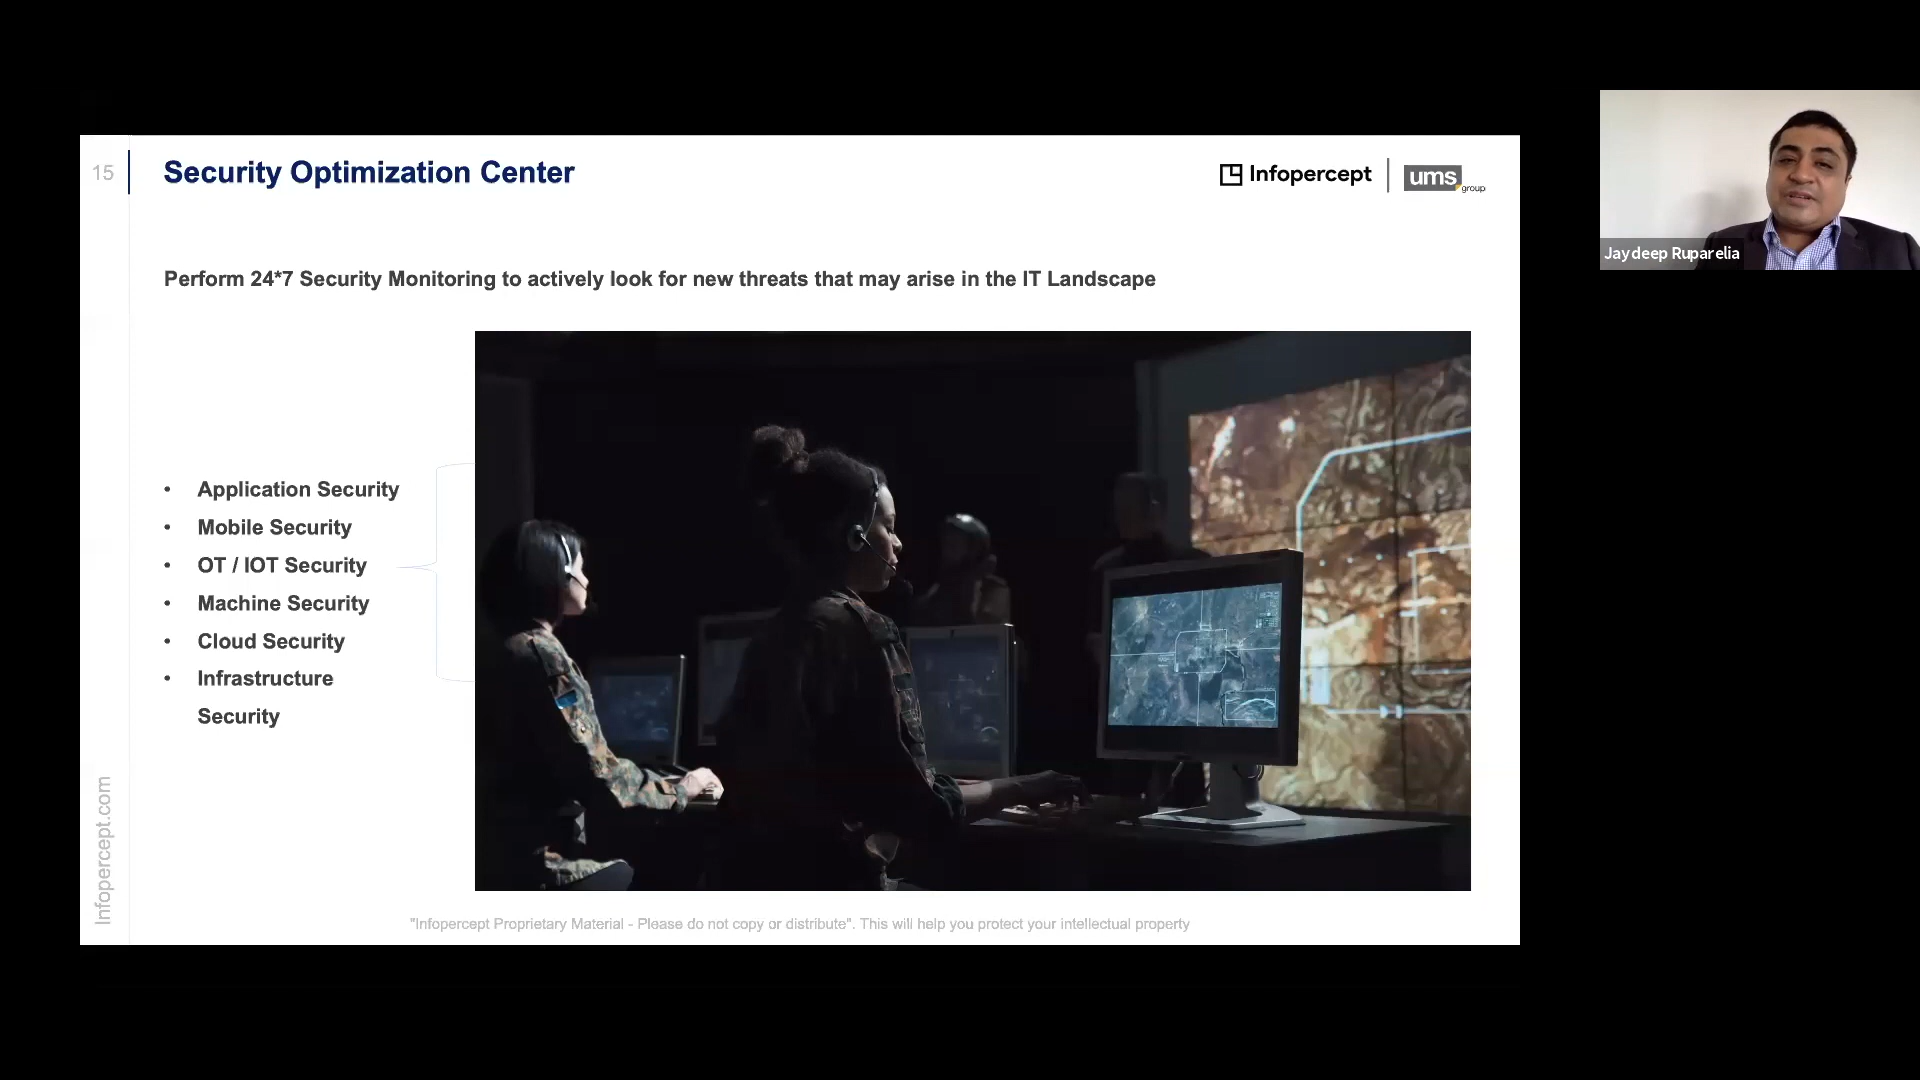 15
Security Optimization Center
Infopercept
ums
group
Jaydeep Ruparelia
Perform 24*7 Security Monitoring to actively look for new threats that may arise in the IT Landscape
• Application Security
• Mobile Security
• OT / IOT Security
• Machine Security
• Cloud Security
• Infrastructure
Security
Infopercept.com
"Infopercept Proprietary Material - Please do not copy or distribute". This will help you protect your intellectual property